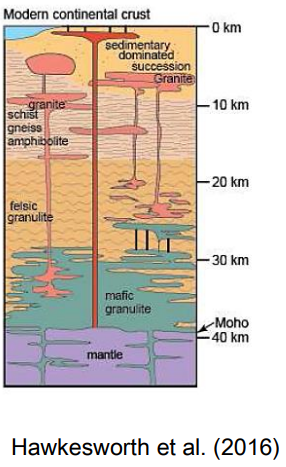 Modern continental crust
0 km
sedimentary
dominated
succession
Granite
granite
10 km
schist
gneiss
amphibolite
20 km
felsic
granulite
30 km
mafic
granulite
Moho
40 km
mantle
Hawkesworth et al. (2016)